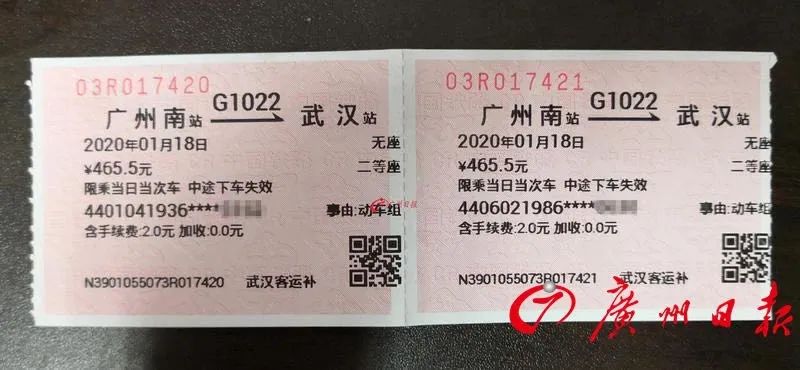 03R017420
广州南站 G1022 武汉站
2020年01月18日 无座
¥465.5元 二等座
限乘当日当次车 中途下车失效
4401041936**** 事由:动车组
含手续费:2.0元 加收:0.0元
N3901055073R017420 武汉客运补
03R017421
广州南站 G1022 武汉站
2020年01月18日 无座
¥465.5元 二等座
限乘当日当次车 中途下车失效
4406021986**** 事由:动车组
含手续费:2.0元 加收:0.0元
N3901055073R017421 武汉客运补
广州日报
廣州日报